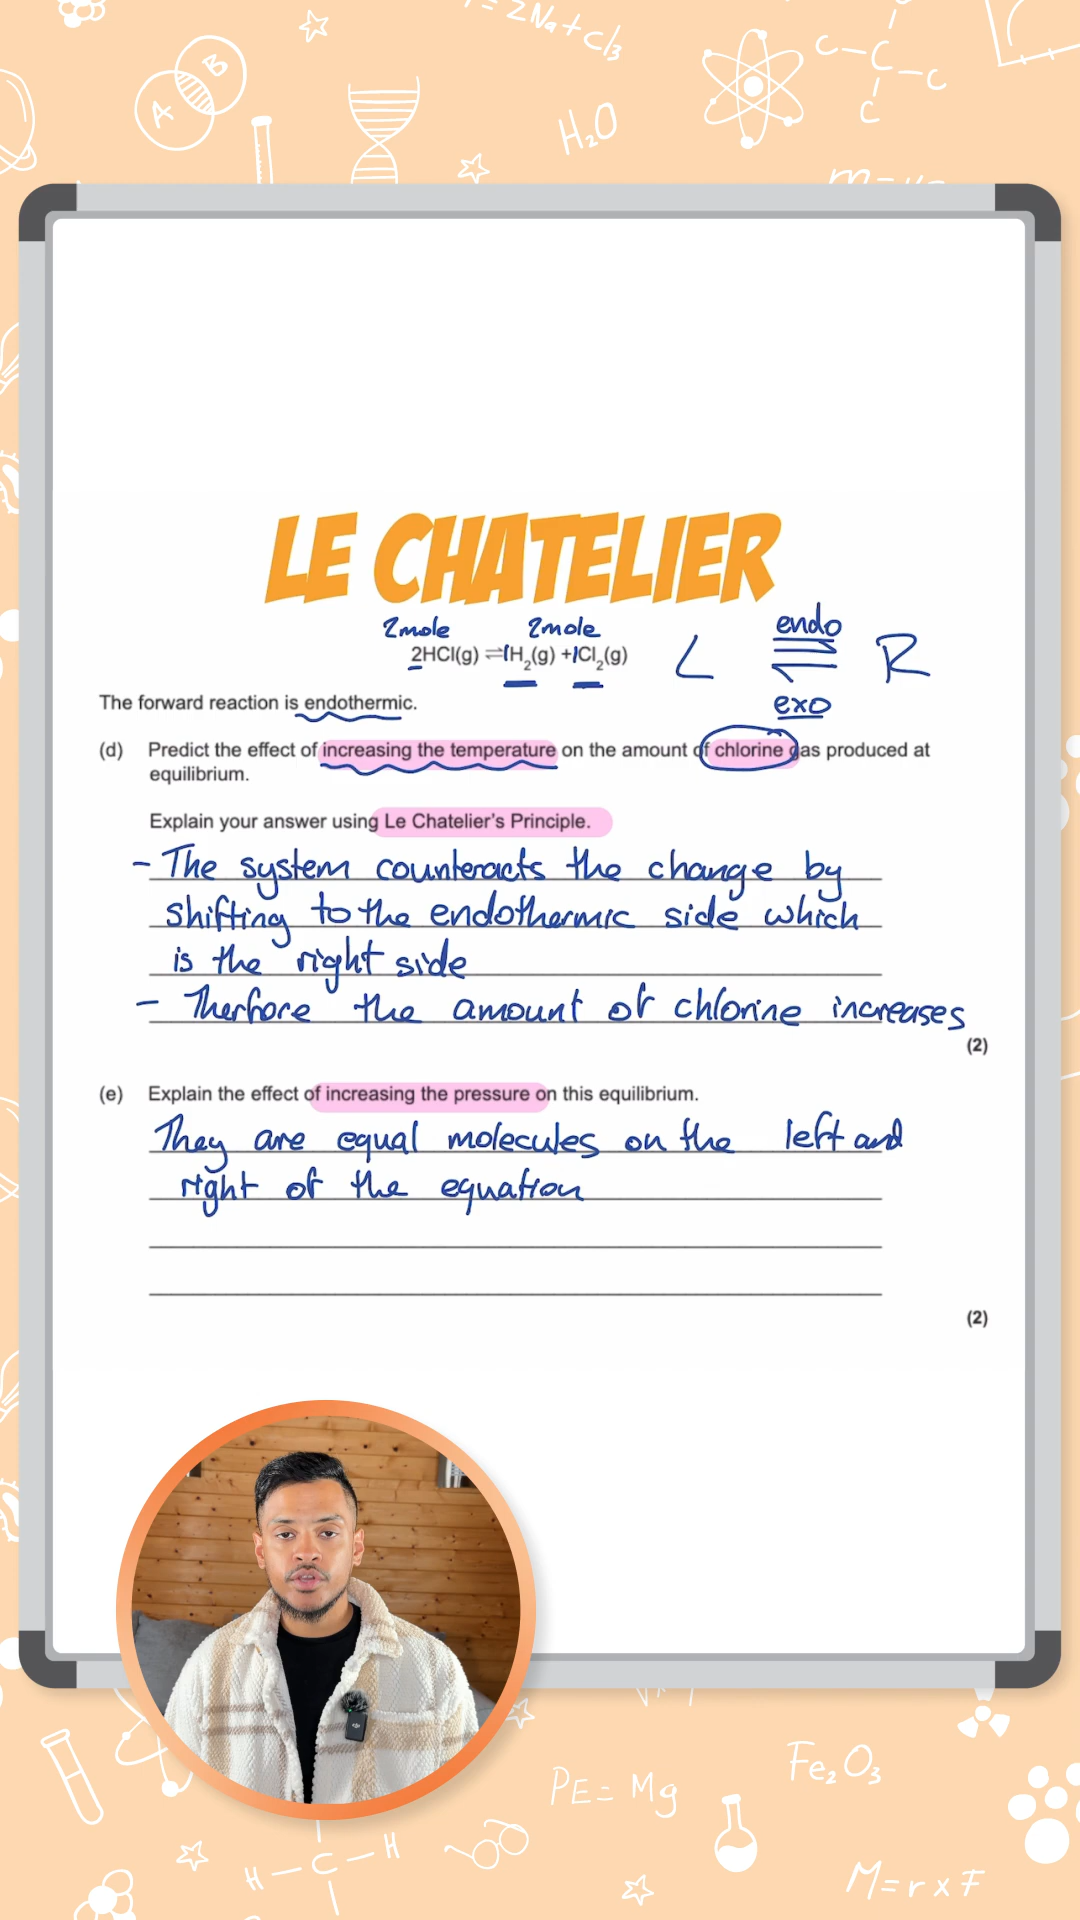 = 2Na + Cl3
A
B
H2O
C-C-C
C
LE CHATELIER
2mole 2mole
2HCl(g) ⇌ 1H2(g) + 1Cl2(g)
endo
L ⇌ R
exo
The forward reaction is endothermic.
(d) Predict the effect of increasing the temperature on the amount of chlorine gas produced at
equilibrium.
Explain your answer using Le Chatelier's Principle.
- The system counteracts the change by
shifting to the endothermic side which
is the right side
- Therfore the amount of chlorine increases
(2)
(e) Explain the effect of increasing the pressure on this equilibrium.
They are equal molecules on the left and
right of the equation
(2)
Fe2O3
PE = Mg
H-C-H
M = r x F